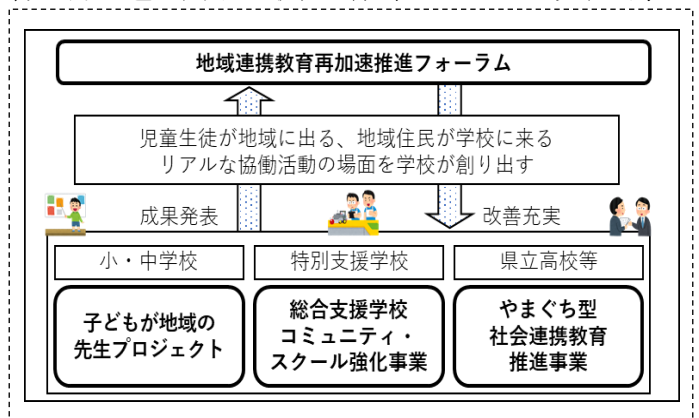 地域連携教育再加速推進フォーラム
児童生徒が地域に出る、地域住民が学校に来る
リアルな協働活動の場面を学校が創り出す
成果発表
改善充実
小・中学校
特別支援学校
県立高校等
子どもが地域の
先生プロジェクト
総合支援学校
コミュニティ・
スクール強化事業
やまぐち型
社会連携教育
推進事業